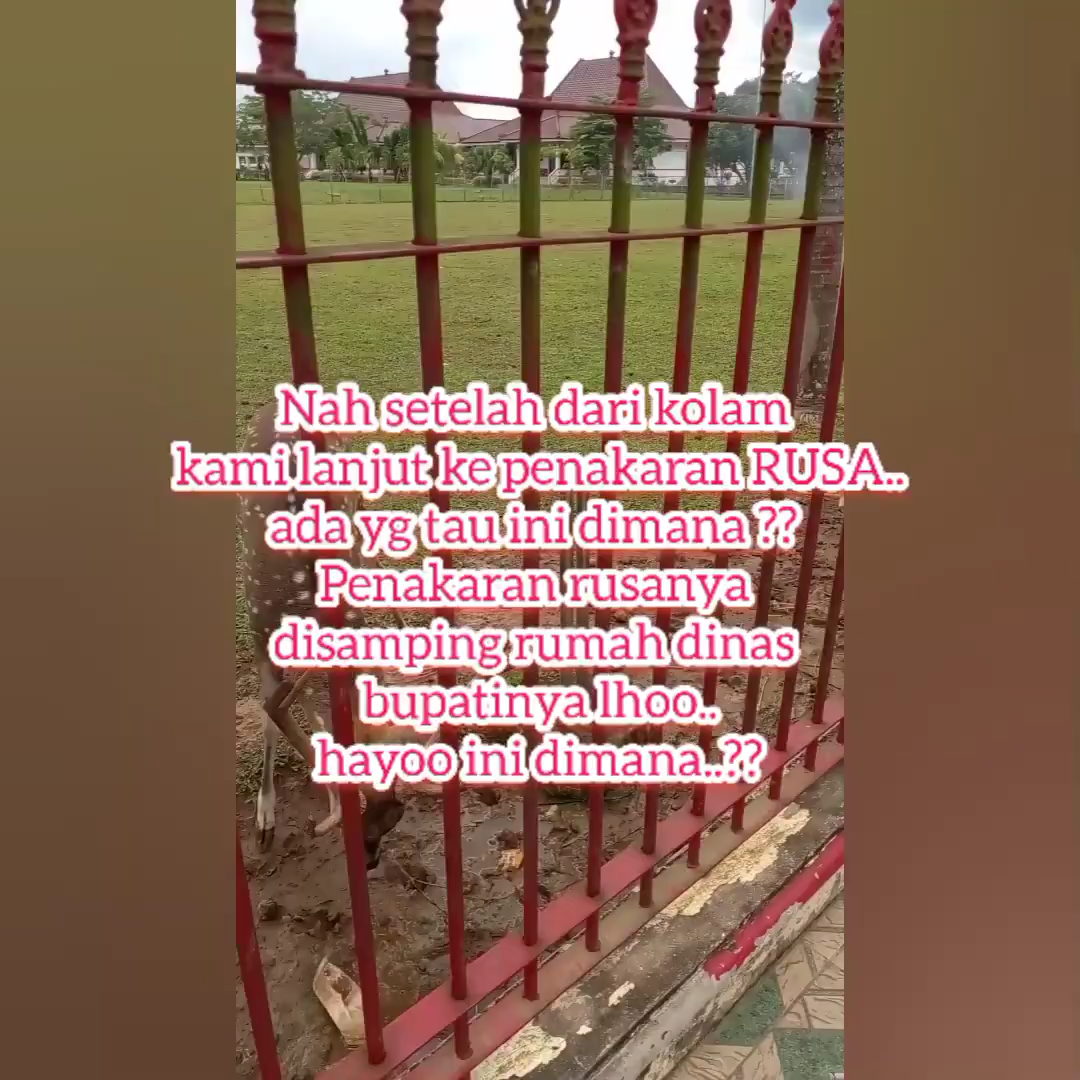 Nah setelah dari kolam
kami lanjut ke penakaran RUSA..
ada yg tau ini dimana ??
Penakaran rusanya
disamping rumah dinas
bupatinya lhoo..
hayoo ini dimana..??